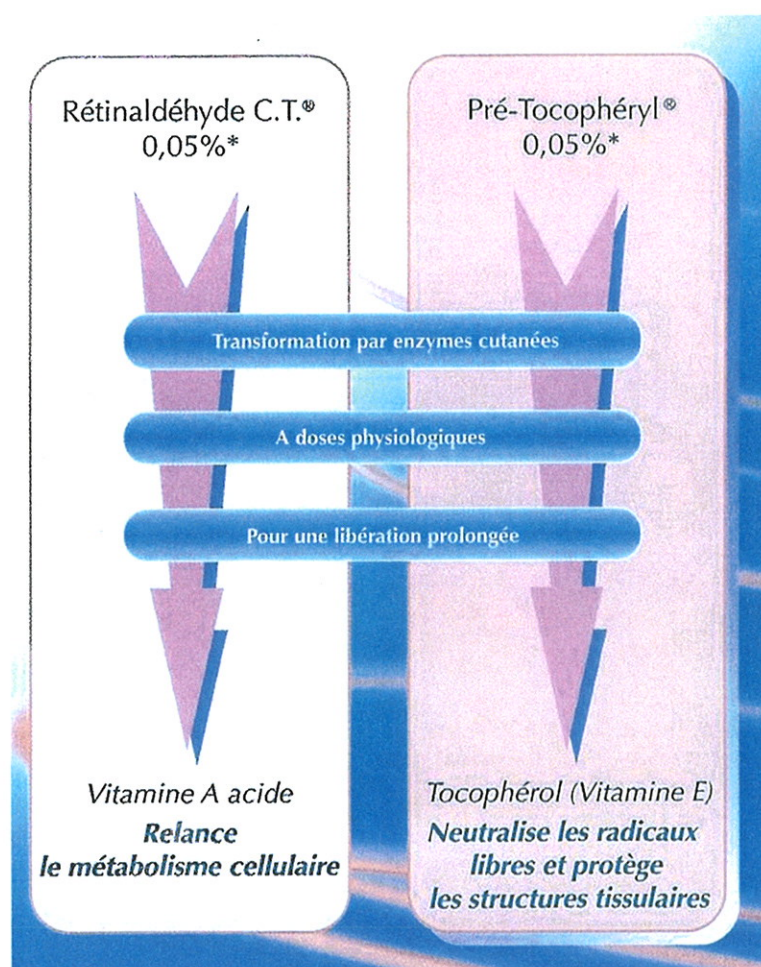 Rétinaldéhyde C.T.®
0,05%*
Pré-Tocophéryl®
0,05%*
Transformation par enzymes cutanées
A doses physiologiques
Pour une libération prolongée
Vitamine A acide
Relance
le métabolisme cellulaire
Tocophérol (Vitamine E)
Neutralise les radicaux
libres et protège
les structures tissulaires